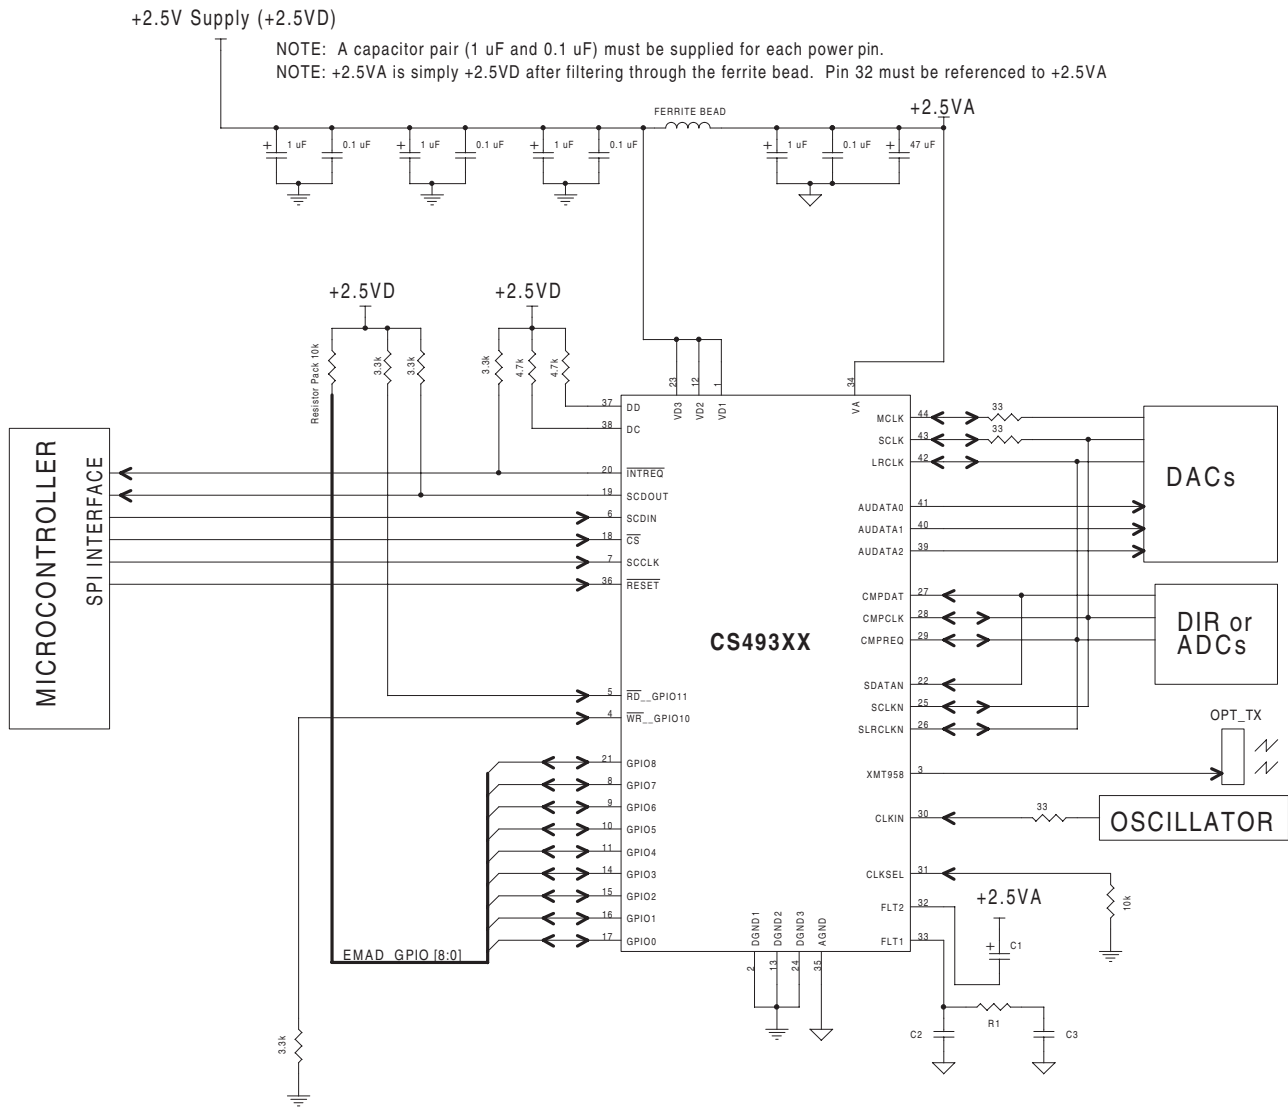 +2.5V Supply (+2.5VD)
NOTE: A capacitor pair (1 uF and 0.1 uF) must be supplied for each power pin.
NOTE: +2.5VA is simply +2.5VD after filtering through the ferrite bead. Pin 32 must be referenced to +2.5VA
FERRITE BEAD
+2.5VA
+ 1 uF
0.1 uF
+ 1 uF
0.1 uF
+ 1 uF
0.1 uF
+ 1 uF
0.1 uF
+ 47 uF
+2.5VD
+2.5VD
Resistor Pack 10k
3.3k
3.3k
3.3k
4.7k
4.7k
23
12
1
34
VD3
VD2
VD1
VA
37 DD
38 DC
20 INTREQ
19 SCDOUT
6 SCDIN
18 CS
7 SCCLK
36 RESET
5 RD__GPIO11
4 WR__GPIO10
21 GPIO8
8 GPIO7
9 GPIO6
10 GPIO5
11 GPIO4
14 GPIO3
15 GPIO2
16 GPIO1
17 GPIO0
MICROCONTROLLER
SPI INTERFACE
EMAD_GPIO [8:0]
3.3k
CS493XX
MCLK 44
33
SCLK 43
33
LRCLK 42
AUDATA0 41
AUDATA1 40
AUDATA2 39
DACs
CMPDAT 27
CMPCLK 28
CMPREQ 29
DIR or
ADCs
SDATAN 22
SCLKN 25
SLRCLKN 26
OPT_TX
XMT958 3
CLKIN 30
33
OSCILLATOR
CLKSEL 31
10k
+2.5VA
FLT2 32
FLT1 33
+ C1
DGND1
DGND2
DGND3
AGND
2
13
24
35
C2
R1
C3